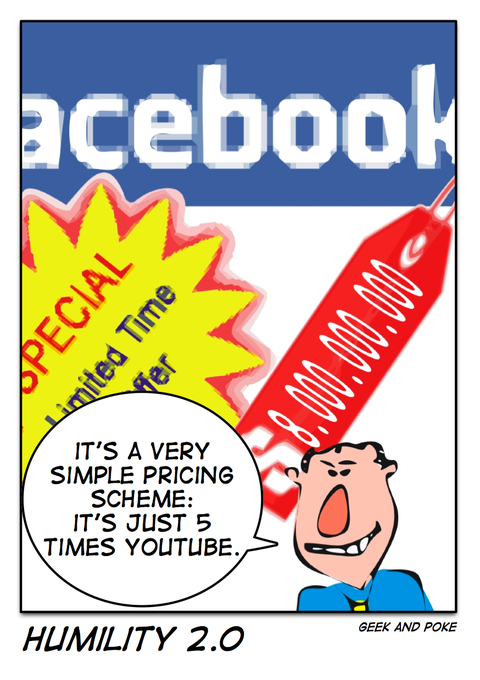 acebook
SPECIAL
Limited Time
ffer
$8.000.000.000
IT'S A VERY
SIMPLE PRICING
SCHEME:
IT'S JUST 5
TIMES YOUTUBE.
HUMILITY 2.0
GEEK AND POKE